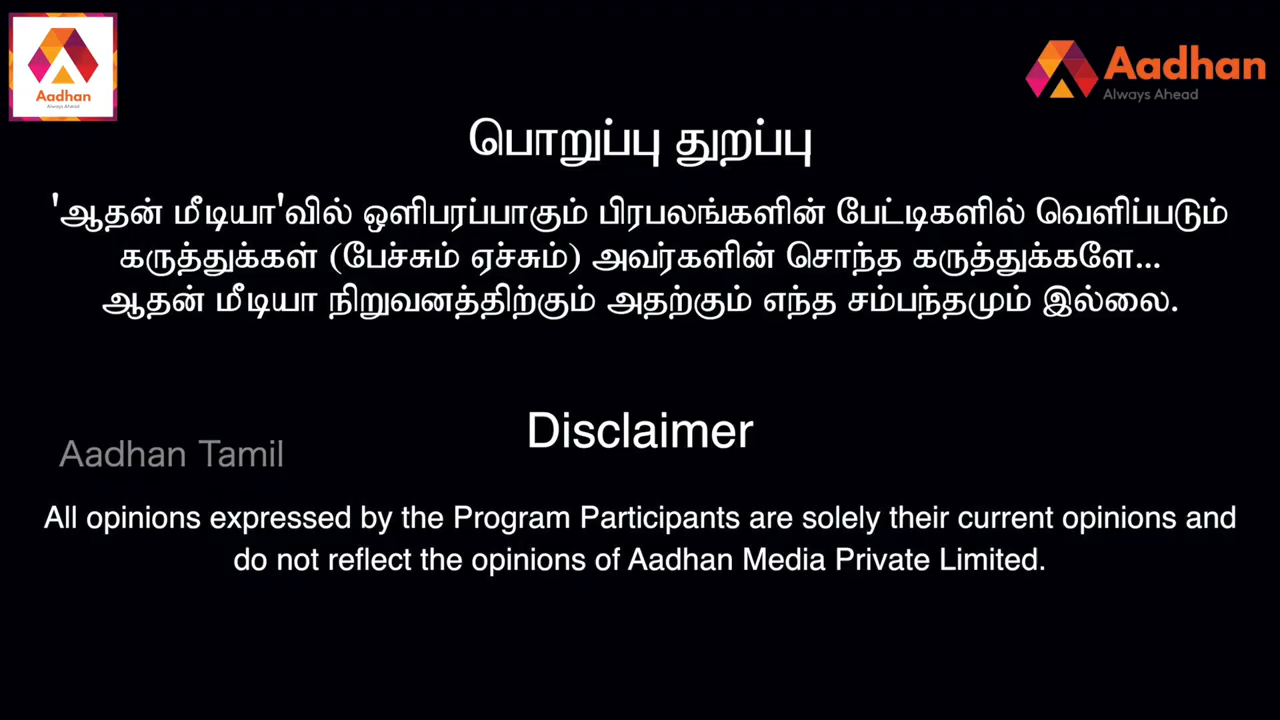 Aadhan
Always Ahead
Aadhan
Always Ahead
பொறுப்பு துறப்பு
'ஆதன் மீடியா'வில் ஒளிபரப்பாகும் பிரபலங்களின் பேட்டிகளில் வெளிப்படும்
கருத்துக்கள் (பேச்சும் ஏச்சும்) அவர்களின் சொந்த கருத்துக்களே...
ஆதன் மீடியா நிறுவனத்திற்கும் அதற்கும் எந்த சம்பந்தமும் இல்லை.
Disclaimer
Aadhan Tamil
All opinions expressed by the Program Participants are solely their current opinions and
do not reflect the opinions of Aadhan Media Private Limited.